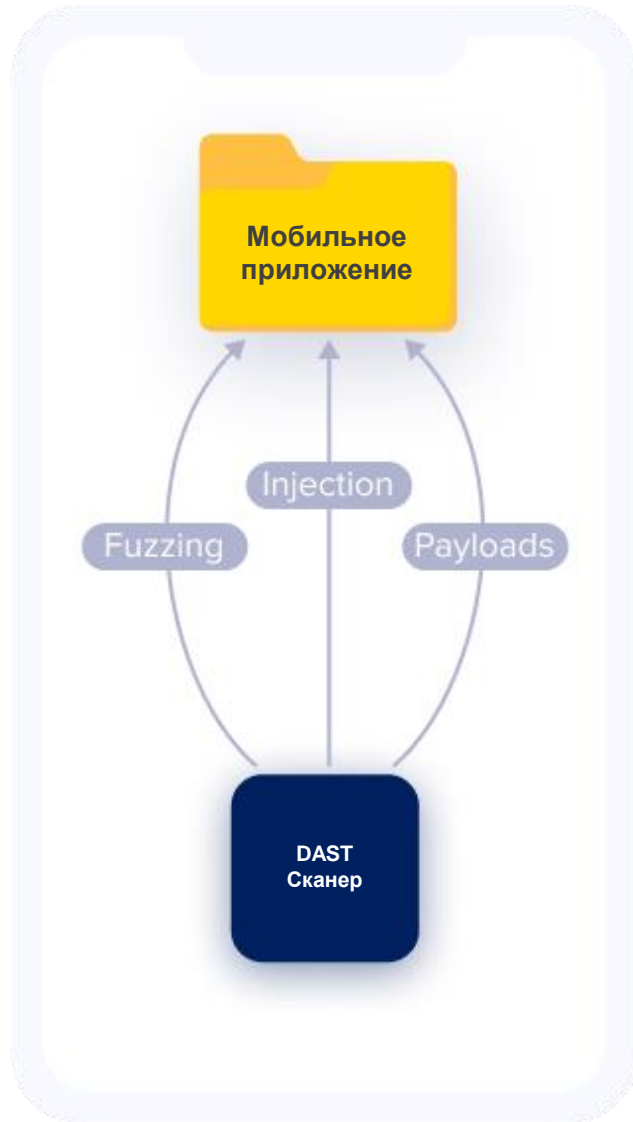 Мобильное
приложение
Injection
Fuzzing
Payloads
DAST
Сканер